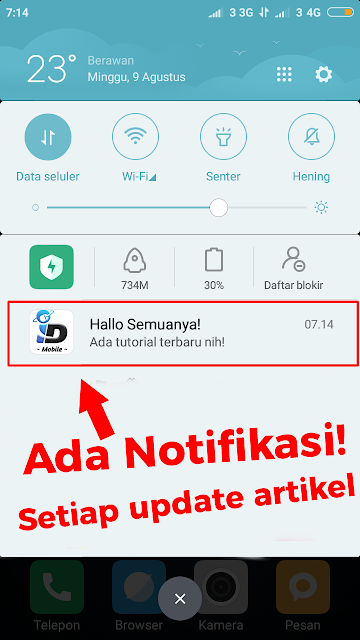 7:14
3 3G
3 4G
23°
Berawan
Minggu, 9 Agustus
Data seluler
Wi-Fi
Senter
Hening
734M
30%
Daftar blokir
iD
~ Mobile ~
Hallo Semuanya!
07.14
Ada tutorial terbaru nih!
Ada Notifikasi!
Setiap update artikel
Telepon
Browser
Kamera
Pesan